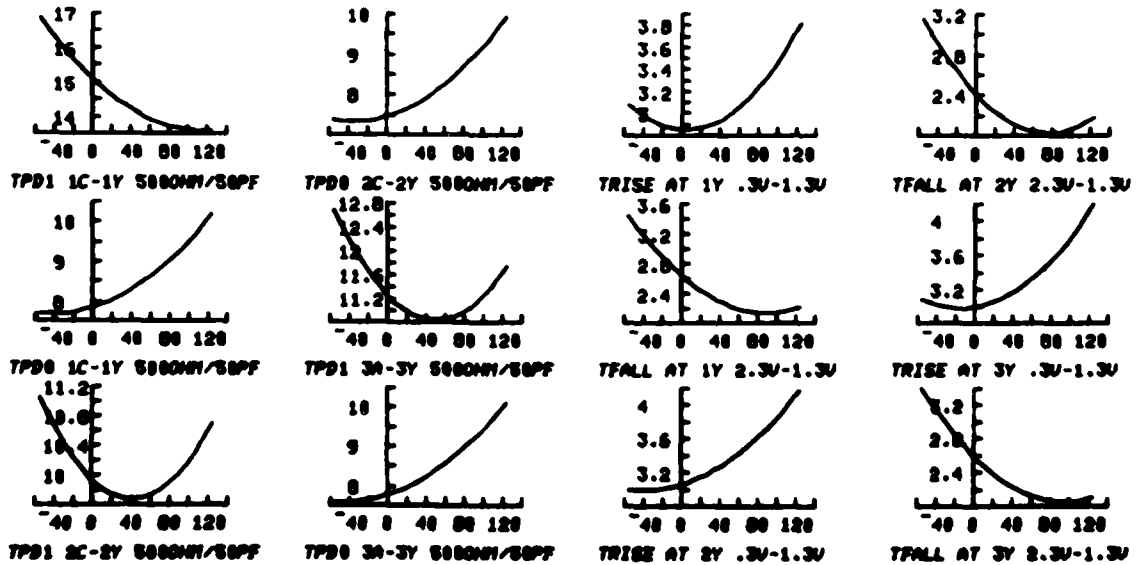 17
16
15
14
-40 0 40 80 120
TPD1 1C-1Y 500OHM/50PF
10
9
8
-40 0 40 80 120
TPD0 2C-2Y 500OHM/50PF
3.8
3.6
3.4
3.2
3
-40 0 40 80 120
TRISE AT 1Y .3V-1.3V
3.2
2.8
2.4
-40 0 40 80 120
TFALL AT 2Y 2.3V-1.3V
10
9
8
-40 0 40 80 120
TPD0 1C-1Y 500OHM/50PF
12.8
12.4
12
11.6
11.2
-40 0 40 80 120
TPD1 3A-3Y 500OHM/50PF
3.6
3.2
2.8
2.4
-40 0 40 80 120
TFALL AT 1Y 2.3V-1.3V
4
3.6
3.2
-40 0 40 80 120
TRISE AT 3Y .3V-1.3V
11.2
10.8
10.4
10
-40 0 40 80 120
TPD1 2C-2Y 500OHM/50PF
10
9
8
-40 0 40 80 120
TPD0 3A-3Y 500OHM/50PF
4
3.6
3.2
-40 0 40 80 120
TRISE AT 2Y .3V-1.3V
3.2
2.8
2.4
-40 0 40 80 120
TFALL AT 3Y 2.3V-1.3V